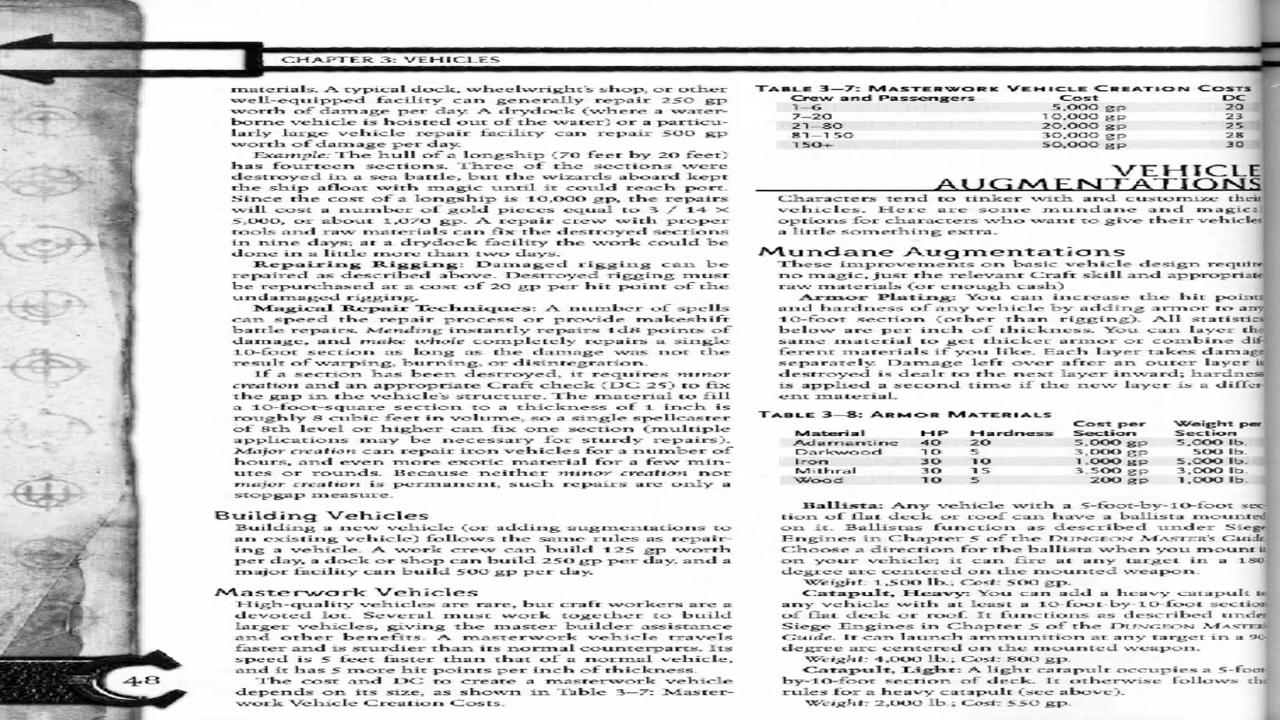 CHAPTER 3: VEHICLES
materials. A typical dock, wheelwright's shop, or other
well-equipped facility can generally repair 250 gp
worth of damage per day. A drydock (where a water-
borne vehicle is hoisted out of the water) or a particu-
larly large vehicle repair facility can repair 500 gp
worth of damage per day.
Example: The hull of a longship (70 feet by 20 feet)
has fourteen sections. Three of the sections were
destroyed in a sea battle, but the wizards aboard kept
the ship afloat with magic until it could reach port.
Since the cost of a longship is 10,000 gp, the repairs
will cost a number of gold pieces equal to 3 / 14 ×
5,000, or about 1,070 gp. A repair crew with proper
tools and raw materials can fix the destroyed sections
in nine days; at a drydock facility the work could be
done in a little more than two days.
Repairing Rigging: Damaged rigging can be
repaired as described above. Destroyed rigging must
be repurchased at a cost of 20 gp per hit point of the
undamaged rigging.
Magical Repair Techniques: A number of spells
can speed the repair process or provide makeshift
battle repairs. Mending instantly repairs 1d8 points of
damage, and make whole completely repairs a single
10-foot section as long as the damage was not the
result of warping, burning, or disintegration.
If a section has been destroyed, it requires minor
creation and an appropriate Craft check (DC 25) to fix
the gap in the vehicle's structure. The material to fill
a 10-foot-square section to a thickness of 1 inch is
roughly 8 cubic feet in volume, so a single spellcaster
of 8th level or higher can fix one section (multiple
applications may be necessary for sturdy repairs).
Major creation can repair iron vehicles for a number of
hours, and even more exotic material for a few min-
utes or rounds. Because neither minor creation nor
major creation is permanent, such repairs are only a
stopgap measure.
Building Vehicles
Building a new vehicle (or adding augmentations to
an existing vehicle) follows the same rules as repair-
ing a vehicle. A work crew can build 125 gp worth
per day, a dock or shop can build 250 gp per day, and a
major facility can build 500 gp per day.
Masterwork Vehicles
High-quality vehicles are rare, but craft workers are a
devoted lot. Several must work together to build
larger vehicles, giving the master builder assistance
and other benefits. A masterwork vehicle travels
faster and is sturdier than its normal counterparts. Its
speed is 5 feet faster than that of a normal vehicle,
and it has 5 more hit points per inch of thickness.
The cost and DC to create a masterwork vehicle
depends on its size, as shown in Table 3–7: Master-
work Vehicle Creation Costs.
48
TABLE 3–7: MASTERWORK VEHICLE CREATION COSTS
Crew and Passengers Cost DC
1–6 5,000 gp 20
7–20 10,000 gp 23
21–80 20,000 gp 25
81–150 30,000 gp 28
150+ 50,000 gp 30
VEHICLE
AUGMENTATIONS
Characters tend to tinker with and customize their
vehicles. Here are some mundane and magical
options for characters who want to give their vehicles
a little something extra.
Mundane Augmentations
These improvements on basic vehicle design require
no magic, just the relevant Craft skill and appropriate
raw materials (or enough cash)
Armor Plating: You can increase the hit points
and hardness of any vehicle by adding armor to any
10-foot section (other than rigging). All statistics
below are per inch of thickness. You can layer the
same material to get thicker armor or combine dif-
ferent materials if you like. Each layer takes damage
separately. Damage left over after an outer layer is
destroyed is dealt to the next layer inward; hardness
is applied a second time if the new layer is a differ-
ent material.
TABLE 3–8: ARMOR MATERIALS
Cost per Weight per
Material HP Hardness Section Section
Adamantine 40 20 5,000 gp 5,000 lb.
Darkwood 10 5 3,000 gp 500 lb.
Iron 30 10 1,000 gp 5,000 lb.
Mithral 30 15 3,500 gp 3,000 lb.
Wood 10 5 200 gp 1,000 lb.
Ballista: Any vehicle with a 5-foot-by-10-foot sec-
tion of flat deck or roof can have a ballista mounted
on it. Ballistas function as described under Siege
Engines in Chapter 5 of the DUNGEON MASTER's Guide.
Choose a direction for the ballista when you mount it
on your vehicle; it can fire at any target in a 180-
degree arc centered on the mounted weapon.
Weight: 1,500 lb.; Cost: 500 gp.
Catapult, Heavy: You can add a heavy catapult to
any vehicle with at least a 10-foot-by-10-foot section
of flat deck or roof. It functions as described under
Siege Engines in Chapter 5 of the DUNGEON MASTER
Guide. It can launch ammunition at any target in a 90-
degree arc centered on the mounted weapon.
Weight: 4,000 lb.; Cost: 800 gp.
Catapult, Light: A light catapult occupies a 5-foot-
by-10-foot section of deck. It otherwise follows the
rules for a heavy catapult (see above).
Weight: 2,000 lb.; Cost: 550 gp.